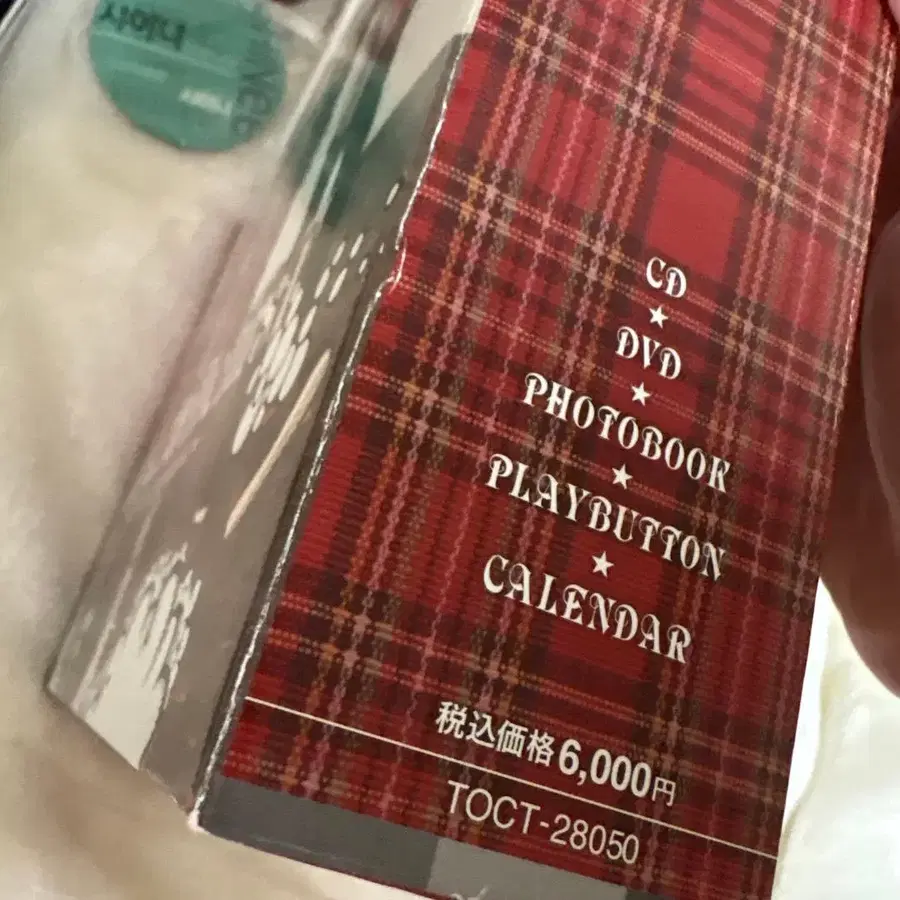 CD
★
DVD
★
PHOTOBOOK
★
PLAYBUTTON
★
CALENDAR
税込価格6,000円
TOCT-28050